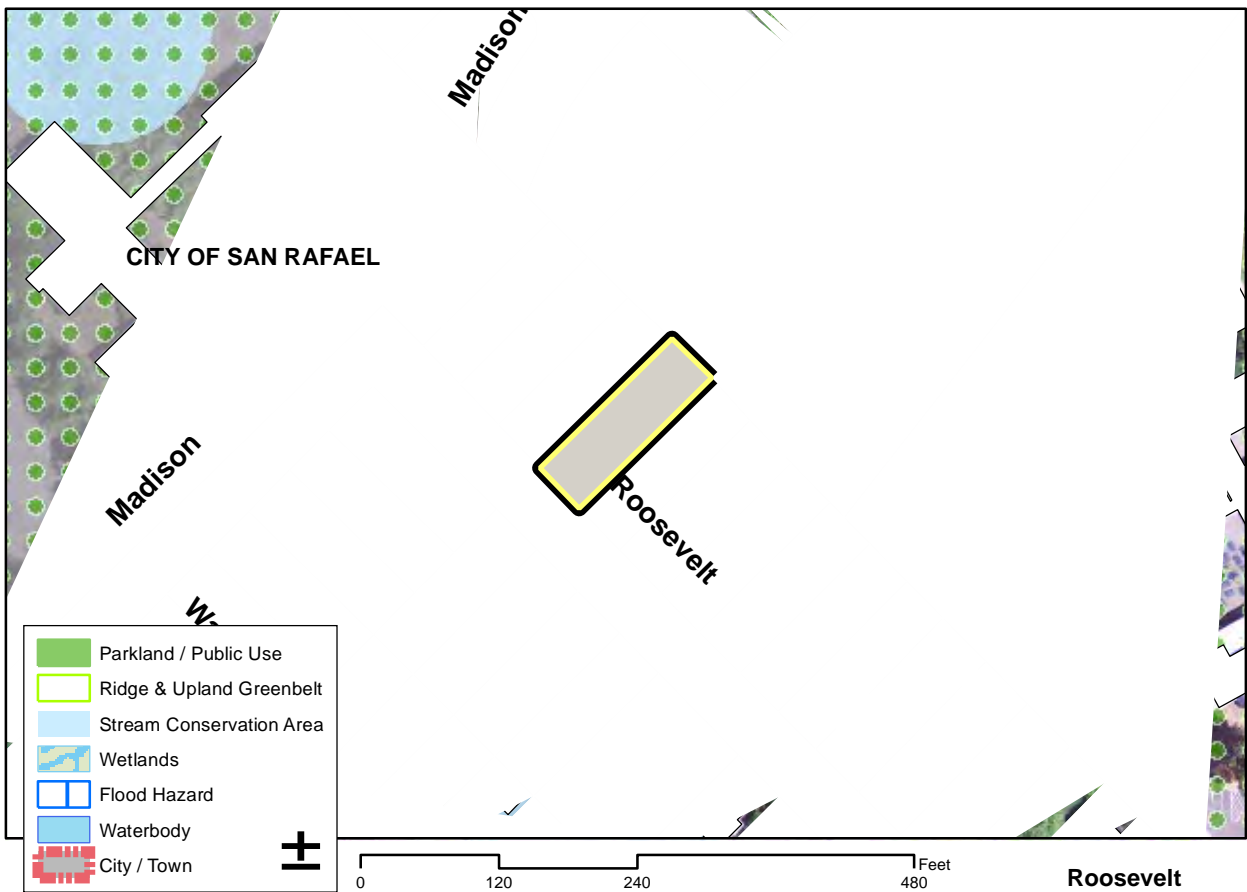 Madison
CITY OF SAN RAFAEL
Madison
Roosevelt
Parkland / Public Use
Ridge & Upland Greenbelt
Stream Conservation Area
Wetlands
Flood Hazard
Waterbody
City / Town
Feet
0 120 240 480
Roosevelt